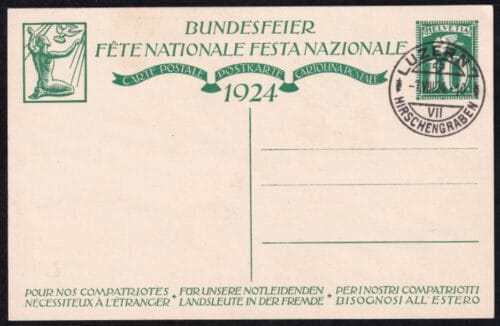 BUNDESFEIER
FÊTE NATIONALE FESTA NAZIONALE
CARTE POSTALE POSTKARTE CARTOLINA POSTALE
1924
HELVETIA
10
LUZERN
VII
HIRSCHENGRABEN
POUR NOS COMPATRIOTES • FÜR UNSERE NOTLEIDENDEN • PER I NOSTRI COMPATRIOTTI
NÉCESSITEUX À L'ÉTRANGER • LANDSLEUTE IN DER FREMDE • BISOGNOSI ALL'ESTERO